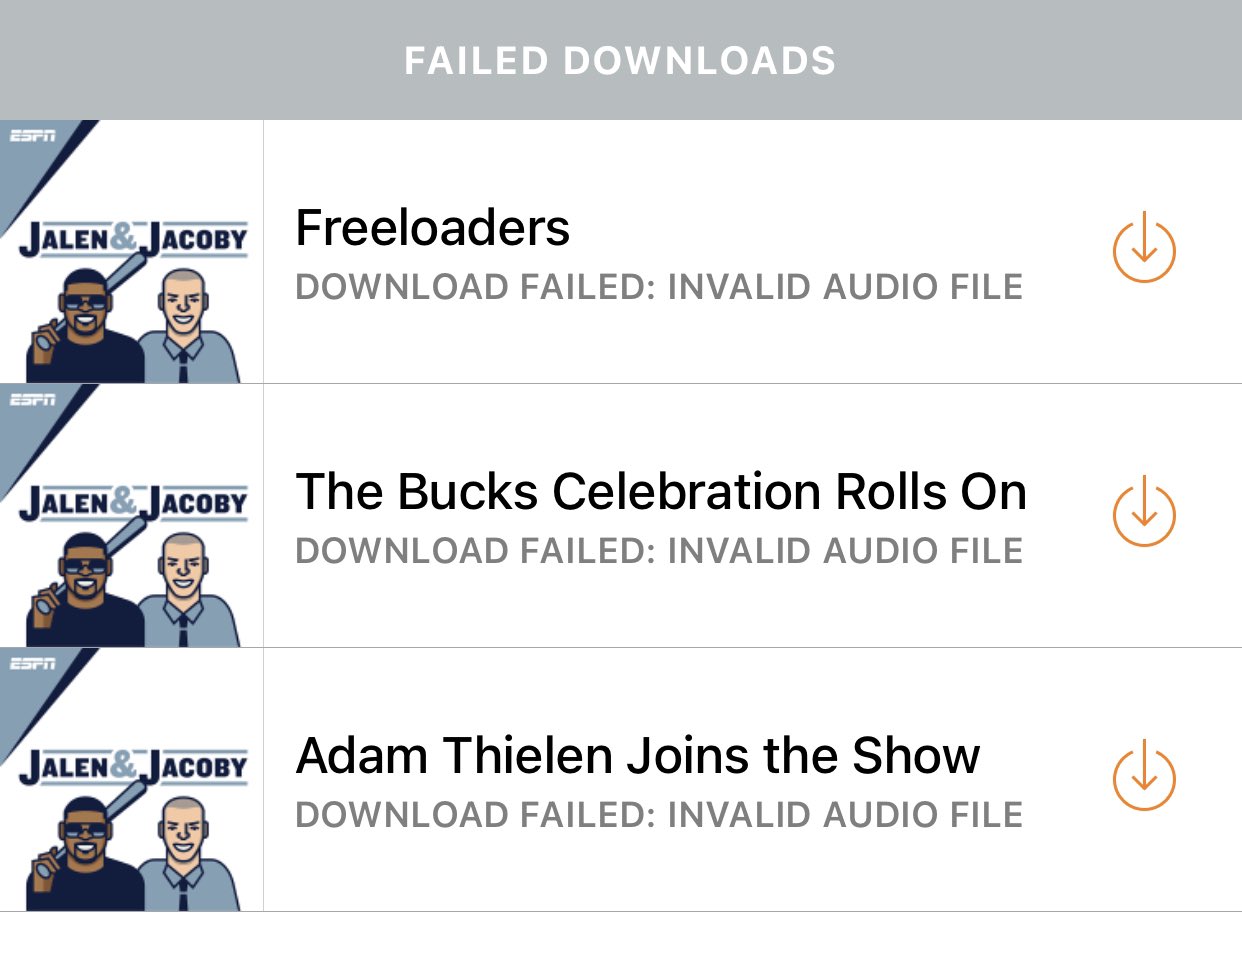 FAILED DOWNLOADS
ESPN
JALEN & JACOBY
Freeloaders
DOWNLOAD FAILED: INVALID AUDIO FILE
ESPN
JALEN & JACOBY
The Bucks Celebration Rolls On
DOWNLOAD FAILED: INVALID AUDIO FILE
ESPN
JALEN & JACOBY
Adam Thielen Joins the Show
DOWNLOAD FAILED: INVALID AUDIO FILE